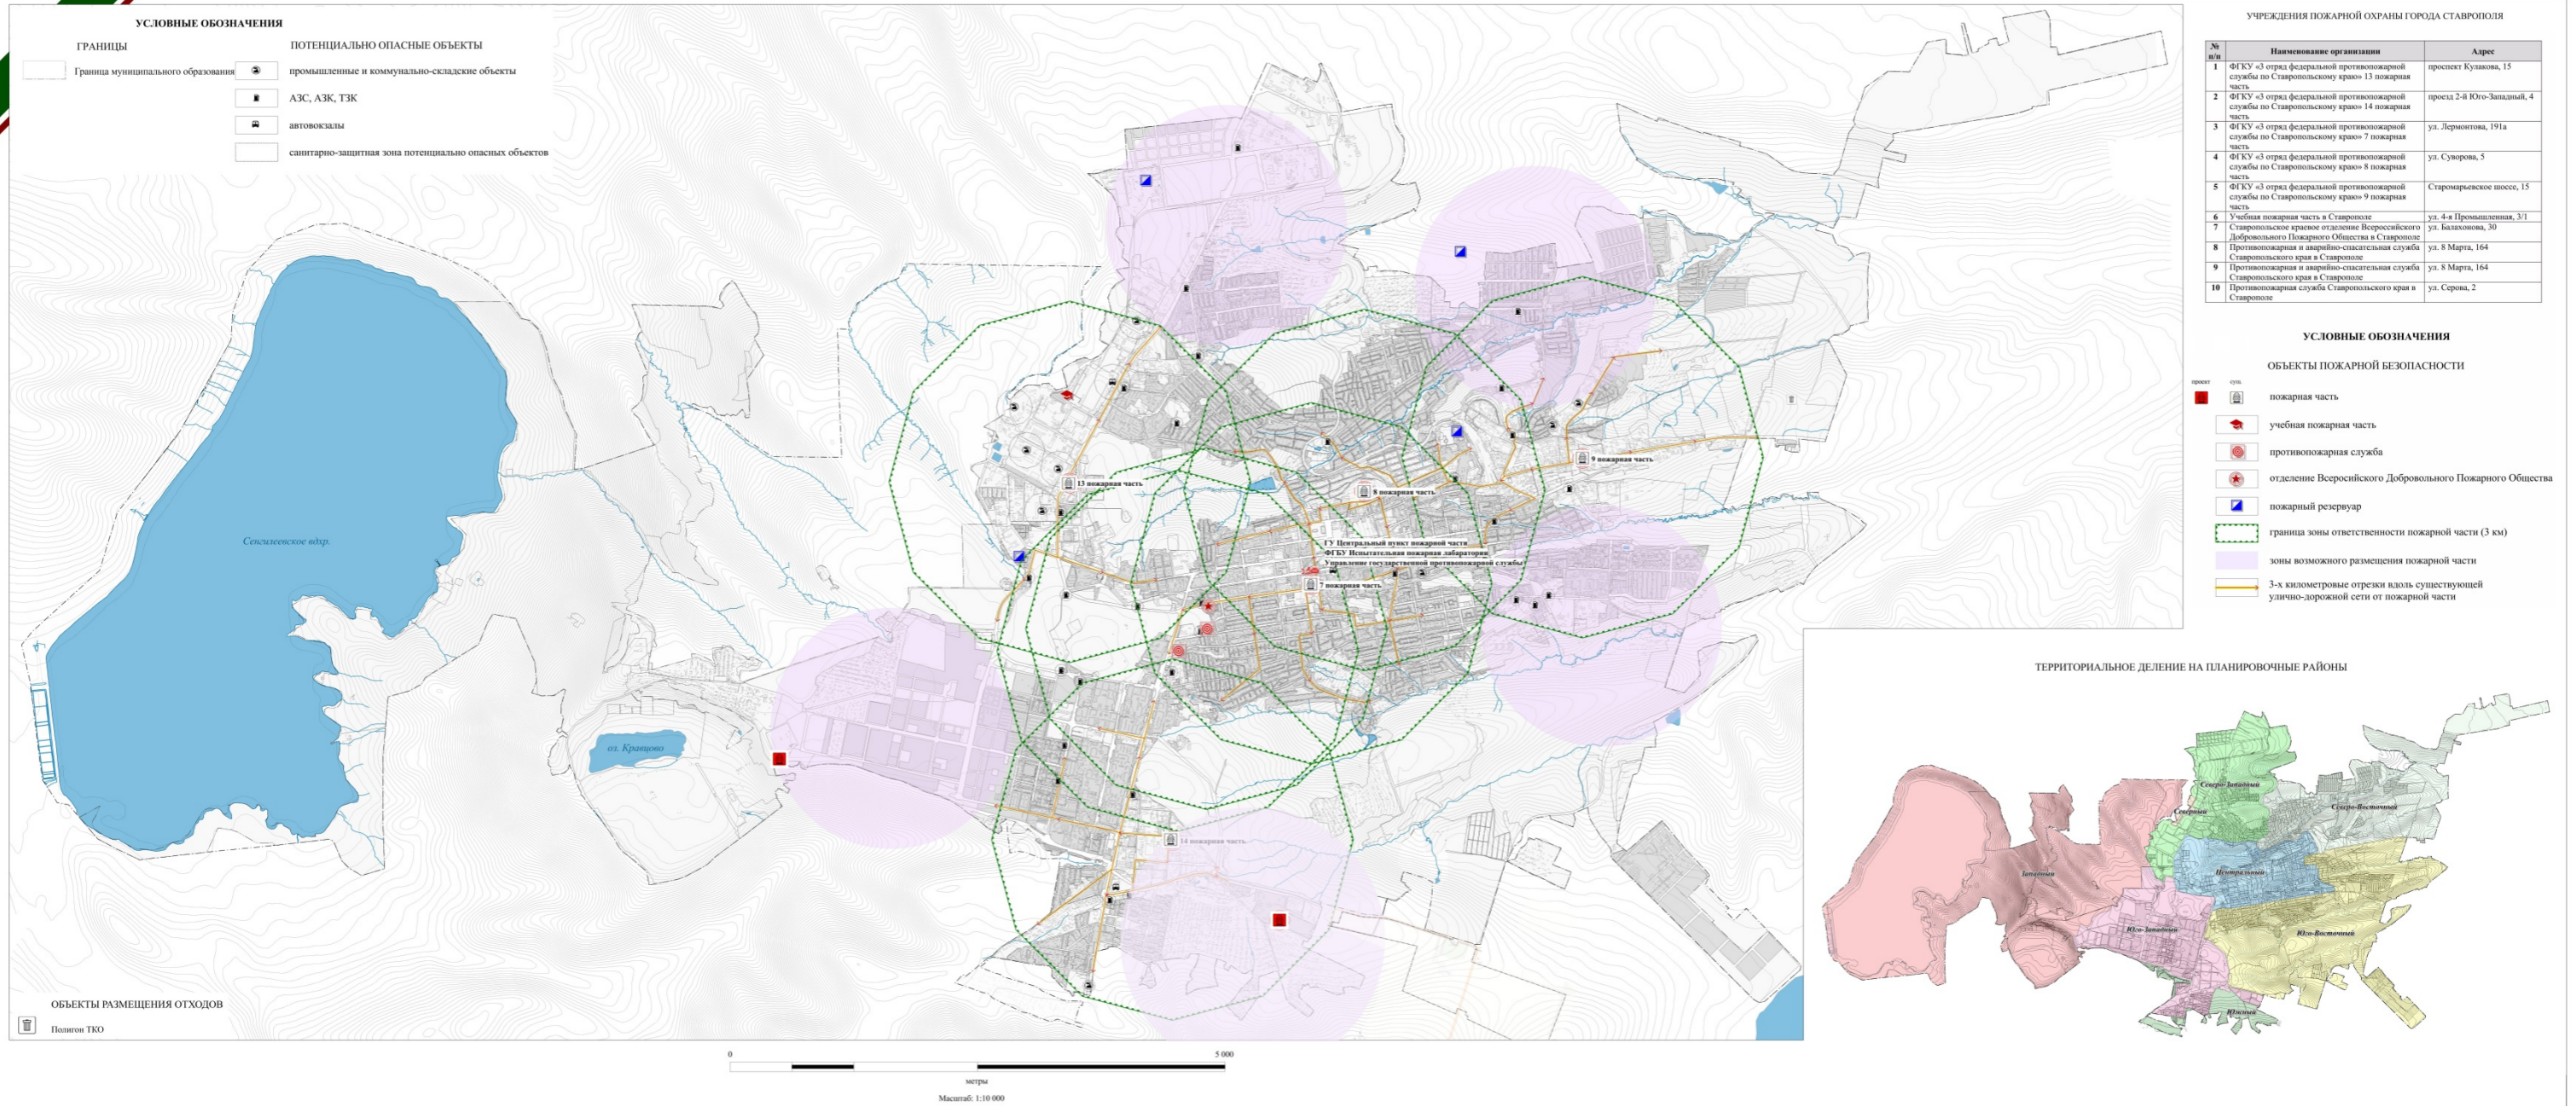 УСЛОВНЫЕ ОБОЗНАЧЕНИЯ
ГРАНИЦЫ
Граница муниципального образования
ПОТЕНЦИАЛЬНО ОПАСНЫЕ ОБЪЕКТЫ
промышленные и коммунально-складские объекты
АЗС, АЗК, ТЗК
автовокзалы
санитарно-защитная зона потенциально опасных объектов
Сенгилеевское вдхр.
оз. Кравцово
13 пожарная часть
9 пожарная часть
8 пожарная часть
ГУ Центральный пункт пожарной части
ФГБУ Испытательная пожарная лаборатория
Управление государственной противопожарной службы
7 пожарная часть
14 пожарная часть
ОБЪЕКТЫ РАЗМЕЩЕНИЯ ОТХОДОВ
Полигон ТКО
0 5 000
метры
Масштаб: 1:10 000
УЧРЕЖДЕНИЯ ПОЖАРНОЙ ОХРАНЫ ГОРОДА СТАВРОПОЛЯ
№ Наименование организации Адрес
п/п
1 ФГКУ «3 отряд федеральной противопожарной проспект Кулакова, 15
службы по Ставропольскому краю» 13 пожарная
часть
2 ФГКУ «3 отряд федеральной противопожарной проезд 2-й Юго-Западный, 4
службы по Ставропольскому краю» 14 пожарная
часть
3 ФГКУ «3 отряд федеральной противопожарной ул. Лермонтова, 191а
службы по Ставропольскому краю» 7 пожарная
часть
4 ФГКУ «3 отряд федеральной противопожарной ул. Суворова, 5
службы по Ставропольскому краю» 8 пожарная
часть
5 ФГКУ «3 отряд федеральной противопожарной Старомарьевское шоссе, 15
службы по Ставропольскому краю» 9 пожарная
часть
6 Учебная пожарная часть в Ставрополе ул. 4-я Промышленная, 3/1
7 Ставропольское краевое отделение Всероссийского ул. Балахонова, 30
Добровольного Пожарного Общества в Ставрополе
8 Противопожарная и аварийно-спасательная служба ул. 8 Марта, 164
Ставропольского края в Ставрополе
9 Противопожарная и аварийно-спасательная служба ул. 8 Марта, 164
Ставропольского края в Ставрополе
10 Противопожарная служба Ставропольского края в ул. Серова, 2
Ставрополе
УСЛОВНЫЕ ОБОЗНАЧЕНИЯ
ОБЪЕКТЫ ПОЖАРНОЙ БЕЗОПАСНОСТИ
проект сущ.
пожарная часть
учебная пожарная часть
противопожарная служба
отделение Всеросийского Добровольного Пожарного Общества
пожарный резервуар
граница зоны ответственности пожарной части (3 км)
зоны возможного размещения пожарной части
3-х километровые отрезки вдоль существующей
улично-дорожной сети от пожарной части
ТЕРРИТОРИАЛЬНОЕ ДЕЛЕНИЕ НА ПЛАНИРОВОЧНЫЕ РАЙОНЫ
Северо-Западный
Северо-Восточный
Северный
Западный
Центральный
Юго-Западный
Юго-Восточный
Южный